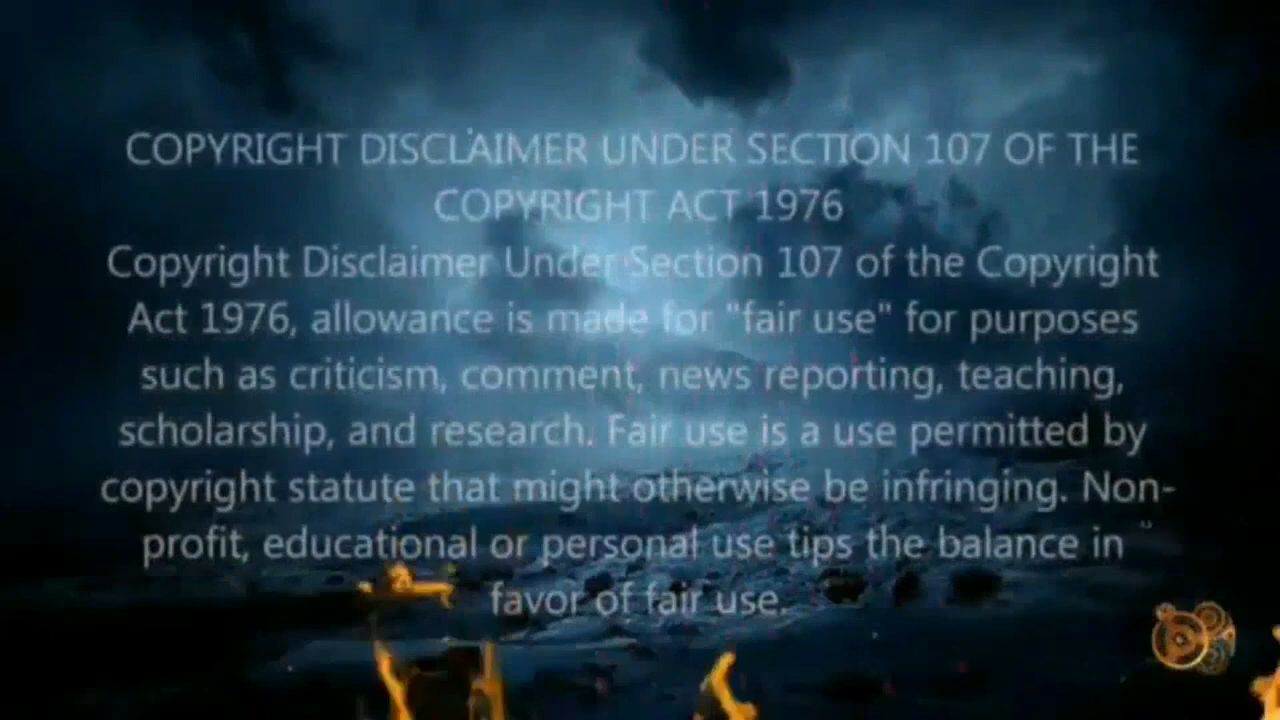 COPYRIGHT DISCLAIMER UNDER SECTION 107 OF THE
COPYRIGHT ACT 1976
Copyright Disclaimer Under Section 107 of the Copyright
Act 1976, allowance is made for "fair use" for purposes
such as criticism, comment, news reporting, teaching,
scholarship, and research. Fair use is a use permitted by
copyright statute that might otherwise be infringing. Non-
profit, educational or personal use tips the balance in
favor of fair use.